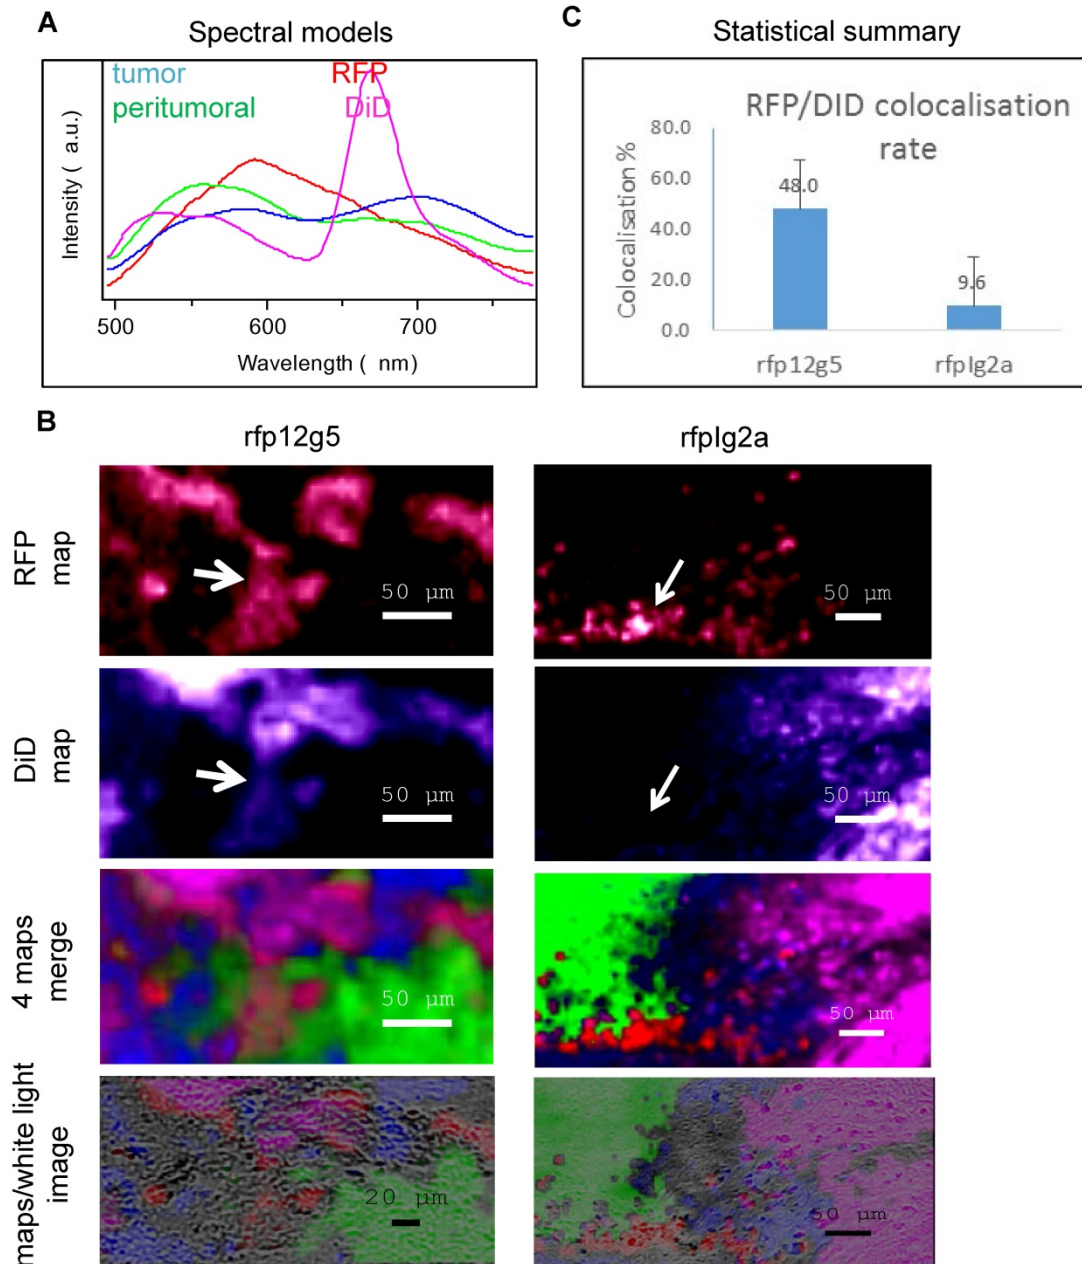 A
Spectral models
tumor
RFP
peritumoral
DiD
Intensity ( a.u.)
500
600
700
Wavelength ( nm)
C
Statistical summary
RFP/DID colocalisation
rate
Colocalisation %
80.0
60.0
40.0
20.0
0.0
48.0
9.6
rfp12g5
rfpIg2a
B
rfp12g5
rfpIg2a
RFP
map
50 µm
50 µm
DiD
map
50 µm
50 µm
4 maps
merge
50 µm
50 µm
maps/white light
image
20 µm
50 µm